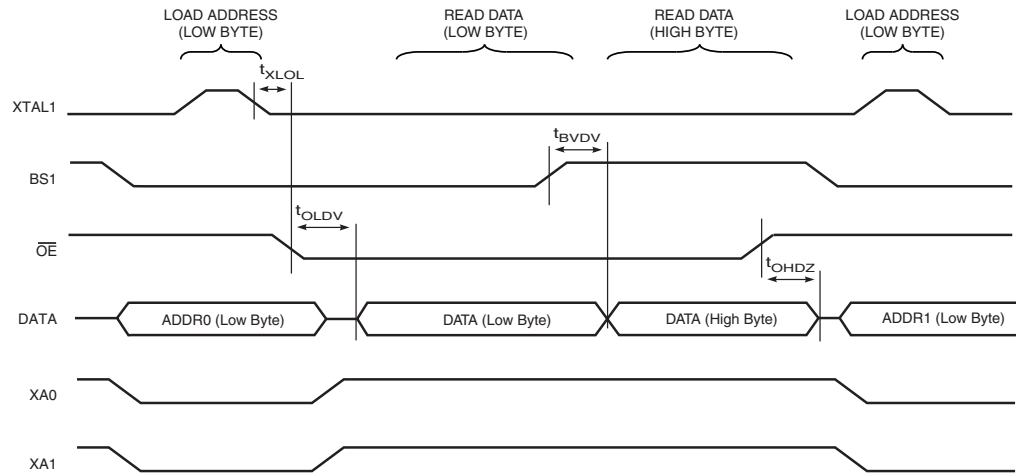 LOAD ADDRESS
(LOW BYTE)
READ DATA
(LOW BYTE)
READ DATA
(HIGH BYTE)
LOAD ADDRESS
(LOW BYTE)
tXLOL
XTAL1
tBVDV
BS1
tOLDV
OE
tOHDZ
DATA
ADDR0 (Low Byte)
DATA (Low Byte)
DATA (High Byte)
ADDR1 (Low Byte)
XA0
XA1